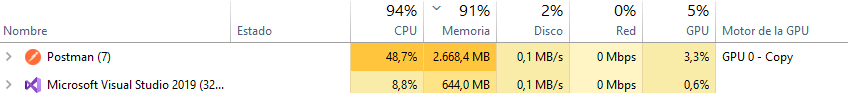 94% 91% 2% 0% 5%
Nombre Estado CPU Memoria Disco Red GPU Motor de la GPU
Postman (7) 48,7% 2.668,4 MB 0,1 MB/s 0 Mbps 3,3% GPU 0 - Copy
Microsoft Visual Studio 2019 (32... 8,8% 644,0 MB 0,1 MB/s 0 Mbps 0,6%